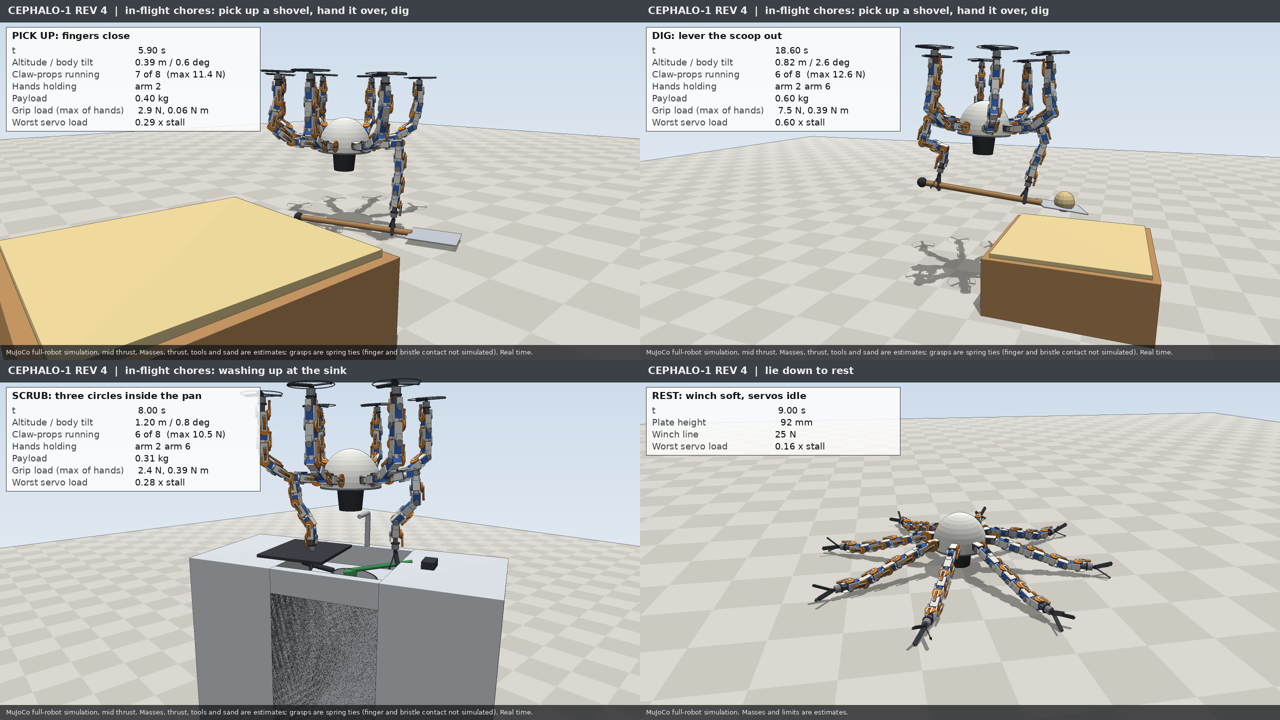 CEPHALO-1 REV 4 | in-flight chores: pick up a shovel, hand it over, dig
PICK UP: fingers close
t 5.90 s
Altitude / body tilt 0.39 m / 0.6 deg
Claw-props running 7 of 8 (max 11.4 N)
Hands holding arm 2
Payload 0.40 kg
Grip load (max of hands) 2.9 N, 0.06 N m
Worst servo load 0.29 x stall
MuJoCo full-robot simulation, mid thrust. Masses, thrust, tools and sand are estimates; grasps are spring ties (finger and bristle contact not simulated). Real time.
CEPHALO-1 REV 4 | in-flight chores: pick up a shovel, hand it over, dig
DIG: lever the scoop out
t 18.60 s
Altitude / body tilt 0.82 m / 2.6 deg
Claw-props running 6 of 8 (max 12.6 N)
Hands holding arm 2 arm 6
Payload 0.60 kg
Grip load (max of hands) 7.5 N, 0.39 N m
Worst servo load 0.60 x stall
MuJoCo full-robot simulation, mid thrust. Masses, thrust, tools and sand are estimates; grasps are spring ties (finger and bristle contact not simulated). Real time.
CEPHALO-1 REV 4 | in-flight chores: washing up at the sink
SCRUB: three circles inside the pan
t 8.00 s
Altitude / body tilt 1.20 m / 0.8 deg
Claw-props running 6 of 8 (max 10.5 N)
Hands holding arm 2 arm 6
Payload 0.31 kg
Grip load (max of hands) 2.4 N, 0.39 N m
Worst servo load 0.28 x stall
MuJoCo full-robot simulation, mid thrust. Masses, thrust, tools and sand are estimates; grasps are spring ties (finger and bristle contact not simulated). Real time.
CEPHALO-1 REV 4 | lie down to rest
REST: winch soft, servos idle
t 9.00 s
Plate height 92 mm
Winch line 25 N
Worst servo load 0.16 x stall
MuJoCo full-robot simulation. Masses and limits are estimates.